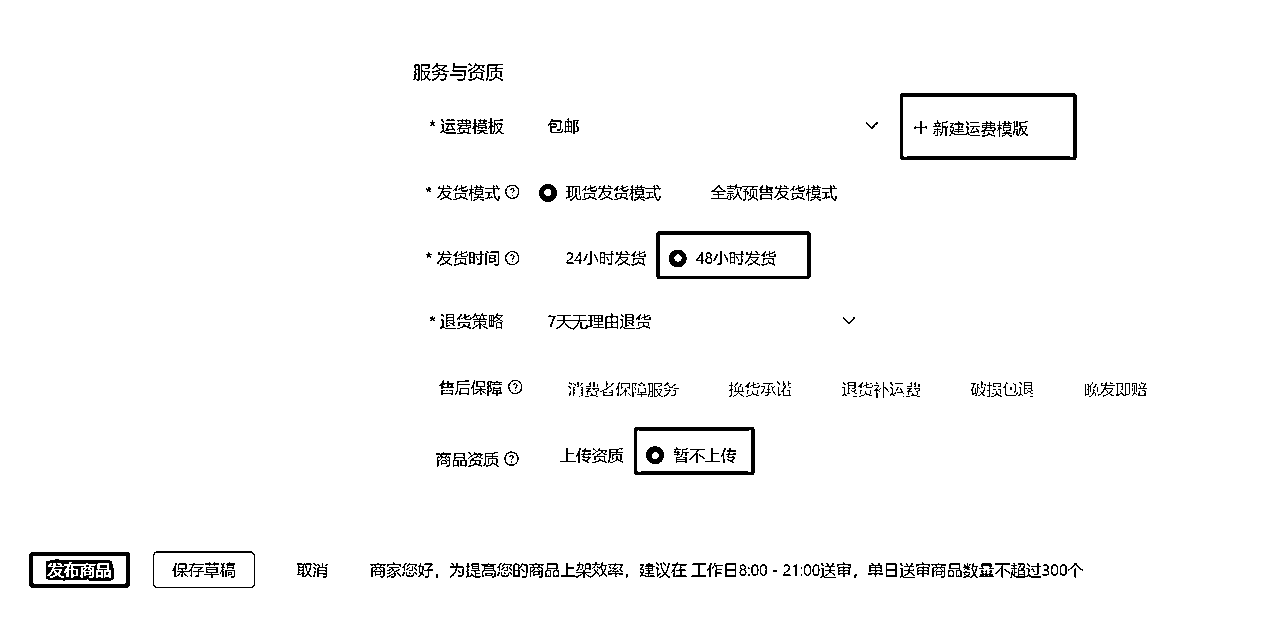 服务与资质
* 运费模板 包邮 + 新建运费模版
* 发货模式 ? 现货发货模式 全款预售发货模式
* 发货时间 ? 24小时发货 48小时发货
* 退货策略 7天无理由退货
售后保障 ? 消费者保障服务 换货承诺 退货补运费 破损包退 晚发即赔
商品资质 ? 上传资质 暂不上传
发布商品 保存草稿 取消 商家您好，为提高您的商品上架效率，建议在 工作日8:00 - 21:00送审，单日送审商品数量不超过300个